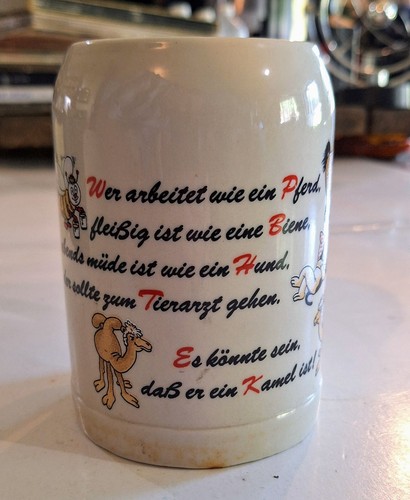 Wer arbeitet wie ein Pferd,
fleißig ist wie eine Biene,
müde ist wie ein Hund,
sollte zum Tierarzt gehen.
Es könnte sein,
daß er ein Kamel ist!